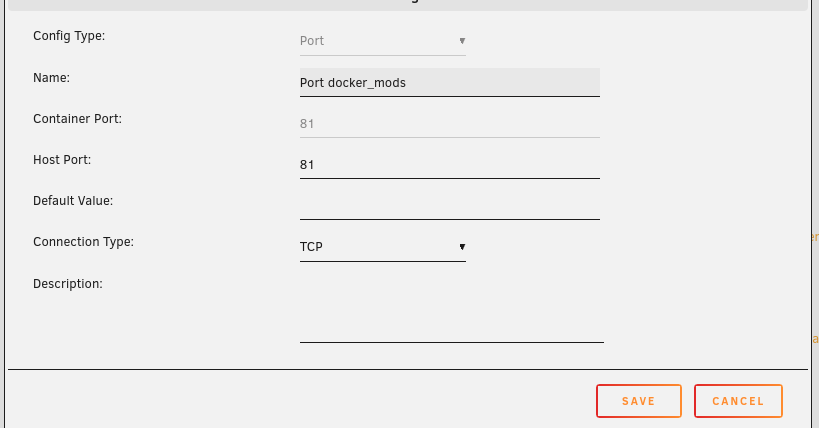 Config Type:
Port
Name:
Port docker_mods
Container Port:
81
Host Port:
81
Default Value:
Connection Type:
TCP
Description:
SAVE
CANCEL